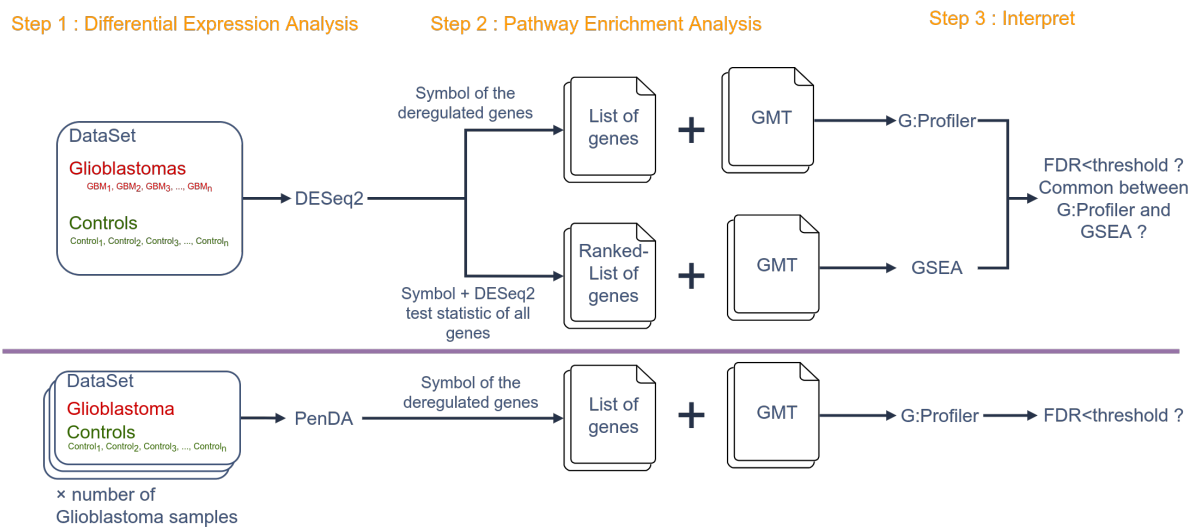 Step 1 : Differential Expression Analysis
Step 2 : Pathway Enrichment Analysis
Step 3 : Interpret
DataSet
Glioblastomas
GBM1, GBM2, GBM3, ..., GBMn
Controls
Control1, Control2, Control3, ..., Controln
DESeq2
Symbol of the
deregulated genes
List of
genes
+
GMT
G:Profiler
Symbol + DESeq2
test statistic of all
genes
Ranked-
List of
genes
+
GMT
GSEA
FDR<threshold ?
Common between
G:Profiler and
GSEA ?
DataSet
Glioblastoma
Controls
Control1, Control2, Control3, ..., Controln
× number of
Glioblastoma samples
PenDA
Symbol of the
deregulated genes
List of
genes
+
GMT
G:Profiler
FDR<threshold ?